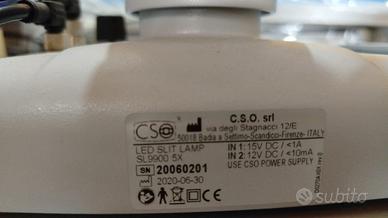 CSO
C.S.O. srl
via degli Stagnacci 12/E
50018 Badia a Settimo-Scandicci-Firenze- ITALY
LED SLIT LAMP
SL9900 5X
SN 20060201
2020-06-30
IN 1: 15V DC / <1A
IN 2: 12V DC / <10mA
USE CSO POWER SUPPLY
subito